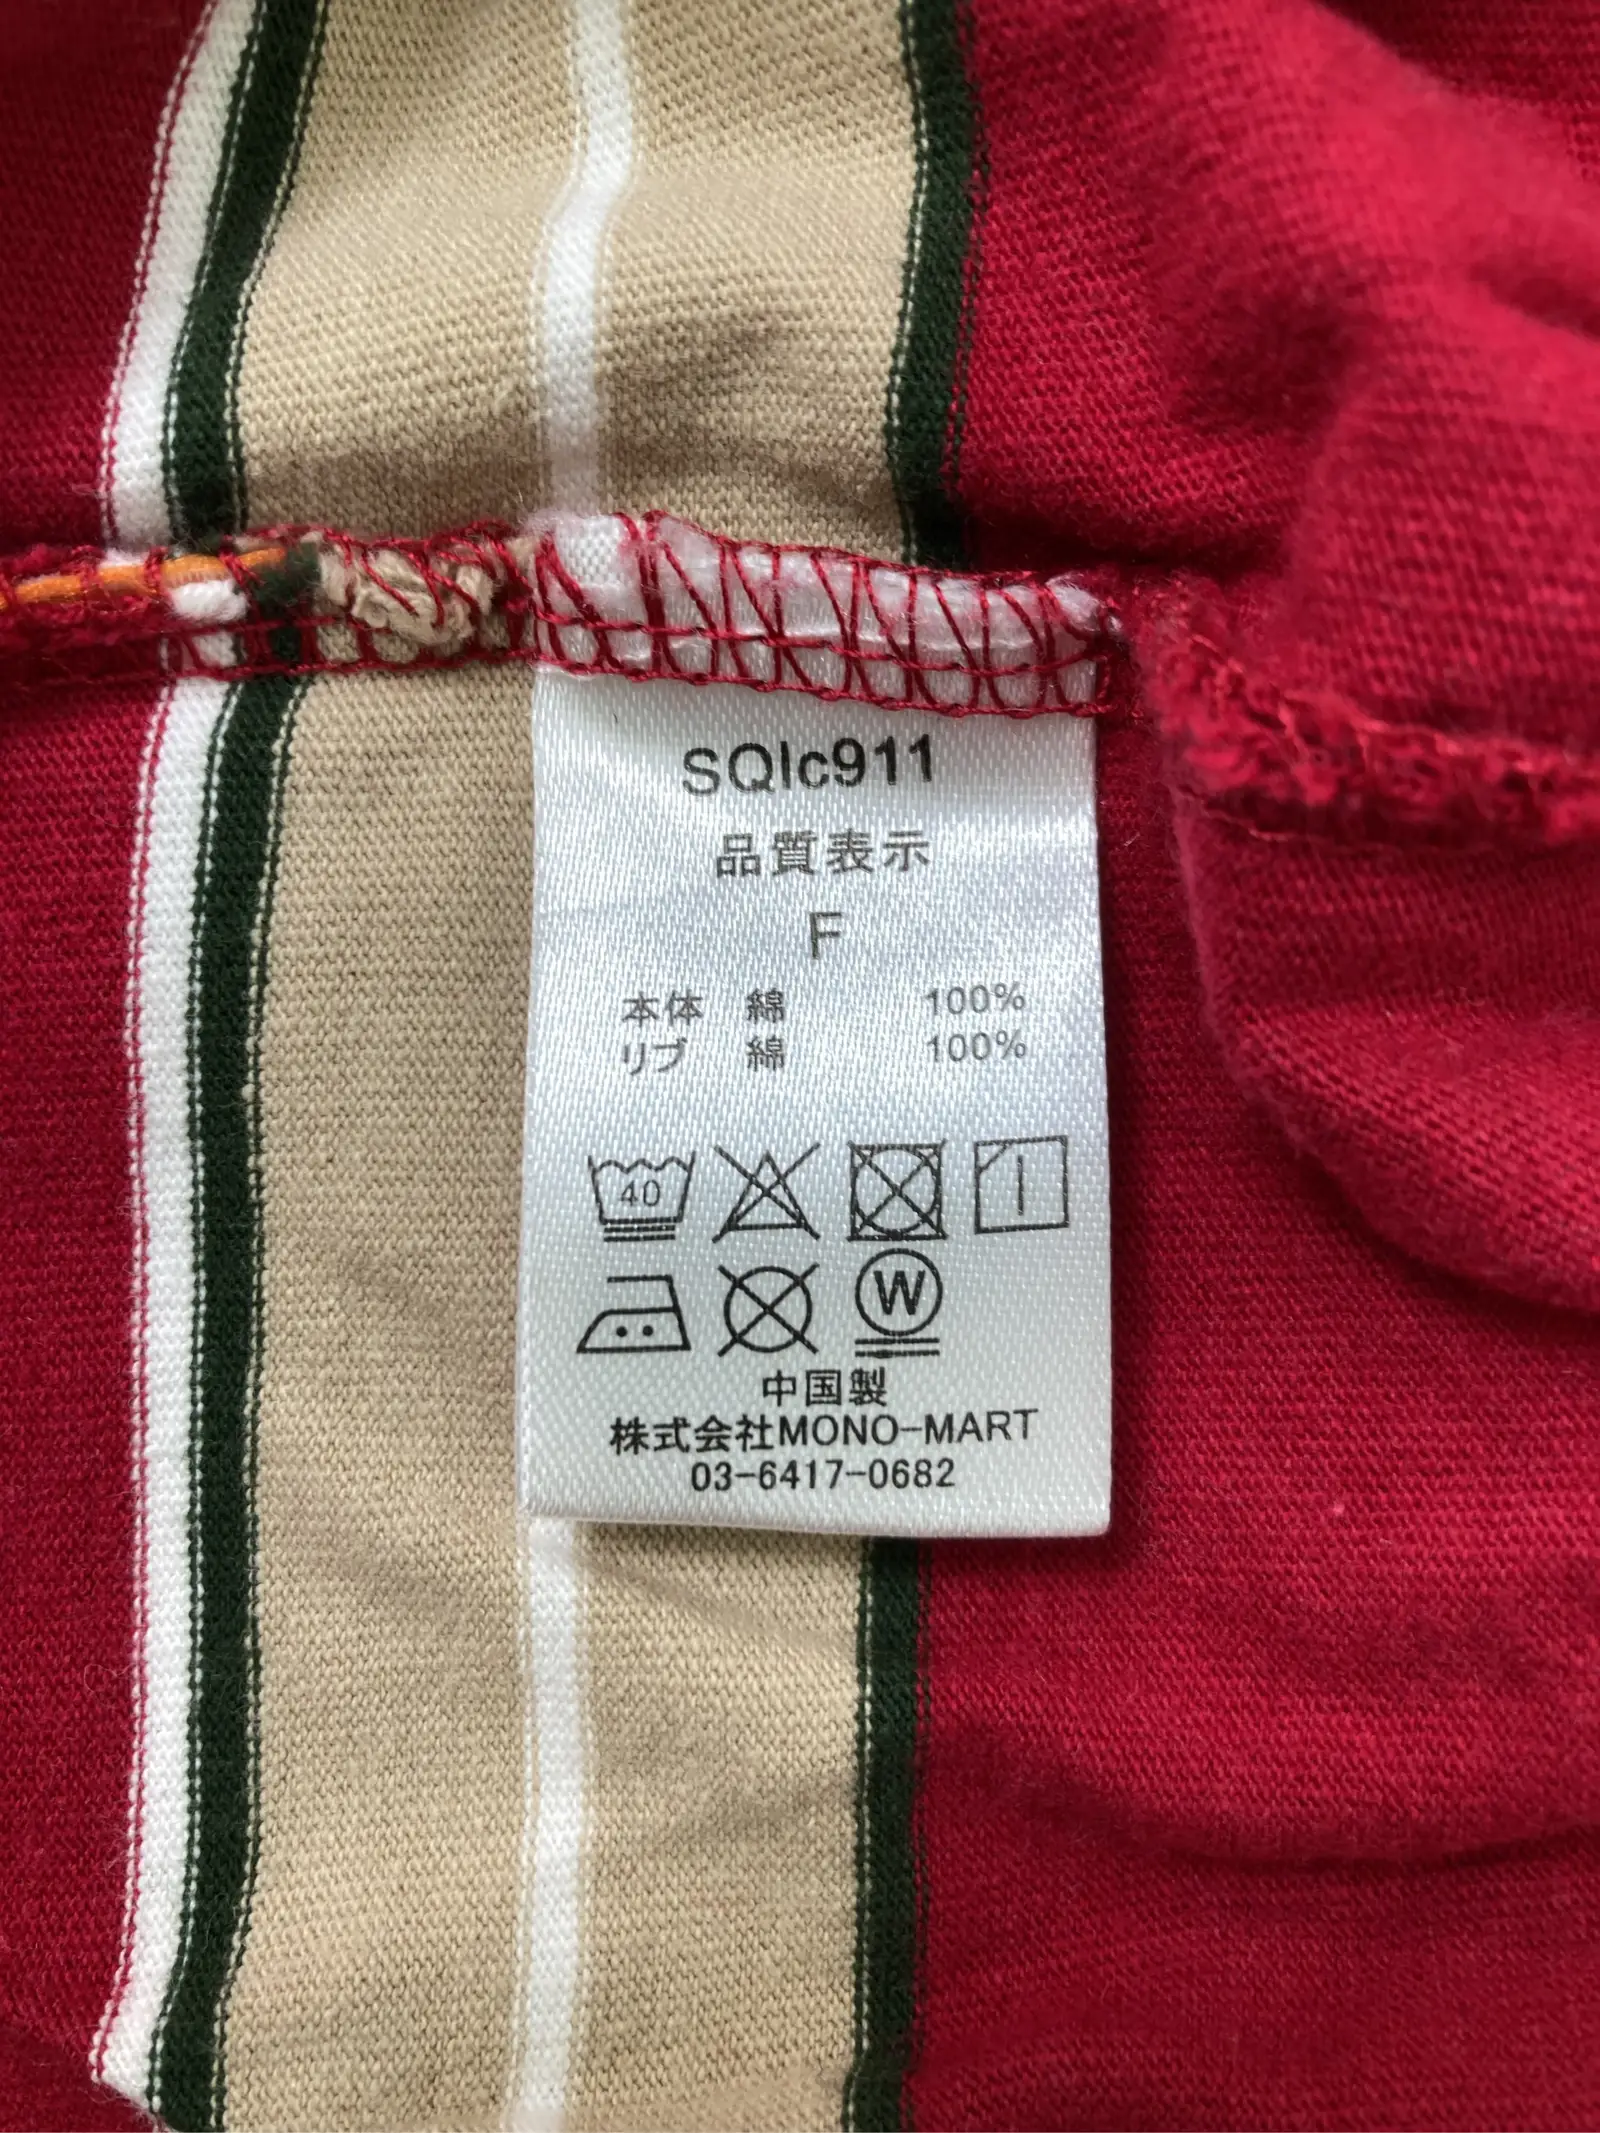 SQlc911
品質表示
F
本体 綿 100%
リブ 綿 100%
40
W
中国製
株式会社MONO-MART
03-6417-0682